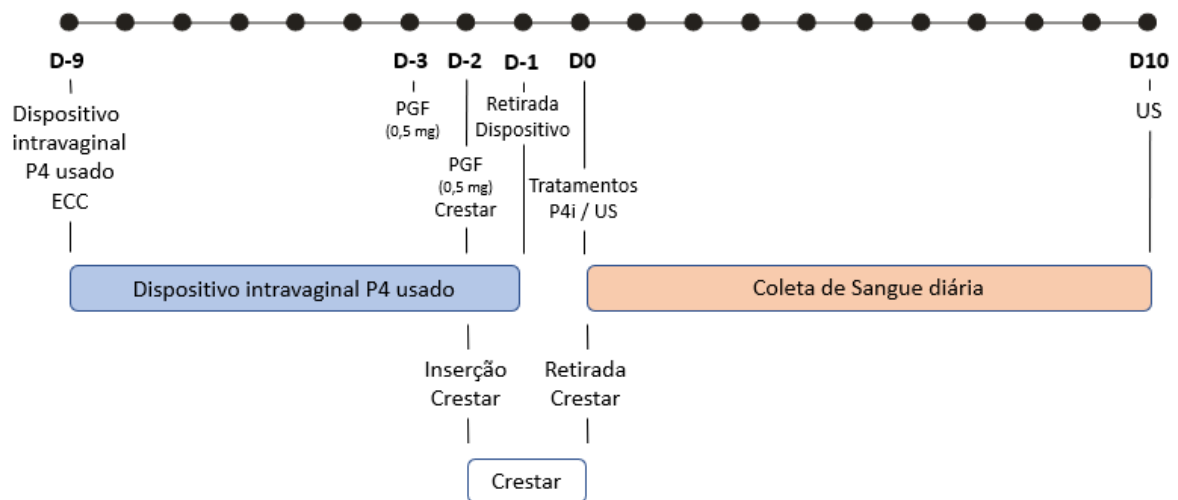 D-9
D-3
D-2
D-1
D0
D10
Dispositivo
intravaginal
P4 usado
ECC
PGF
(0,5 mg)
PGF
(0,5 mg)
Crestar
Retirada
Dispositivo
Tratamentos
P4i / US
US
Dispositivo intravaginal P4 usado
Coleta de Sangue diária
Inserção
Crestar
Retirada
Crestar
Crestar